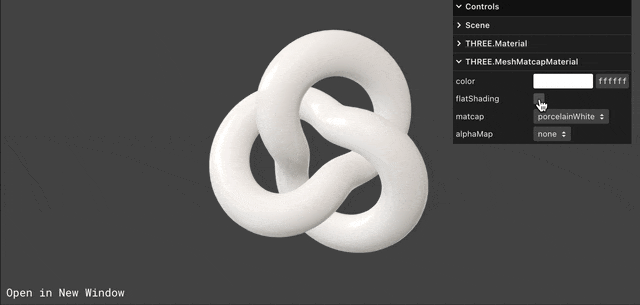 Controls
Scene
THREE.Material
THREE.MeshMatcapMaterial
color ffffff
flatShading
matcap porcelainWhite
alphaMap none
Open in New Window